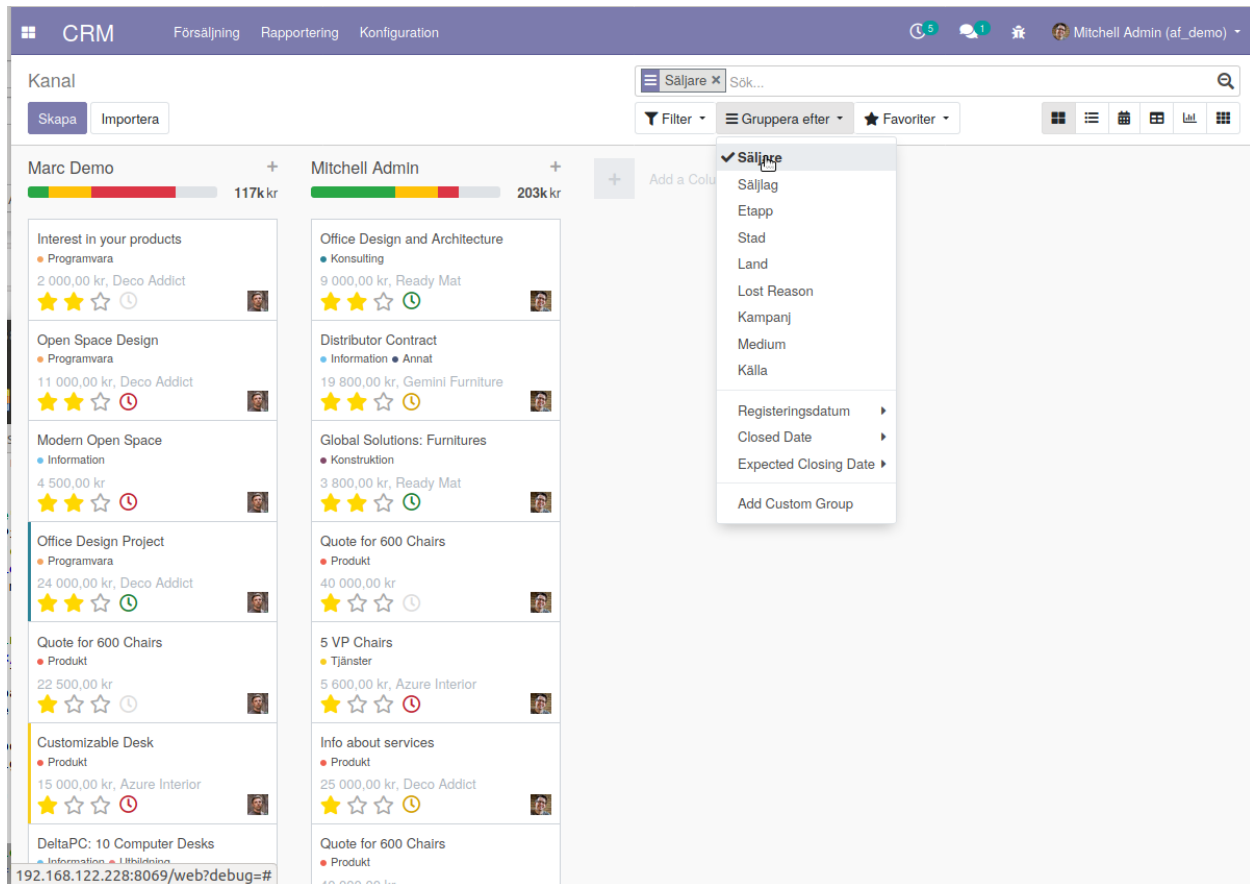 CRM Försäljning Rapportering Konfiguration 5 1 Mitchell Admin (af_demo)
Kanal
Säljare × Sök...
Skapa Importera
Filter Gruppera efter Favoriter
Marc Demo +
117k kr
Interest in your products
Programvara
2 000,00 kr, Deco Addict
Open Space Design
Programvara
11 000,00 kr, Deco Addict
Modern Open Space
Information
4 500,00 kr
Office Design Project
Programvara
24 000,00 kr, Deco Addict
Quote for 600 Chairs
Produkt
22 500,00 kr
Customizable Desk
Produkt
15 000,00 kr, Azure Interior
DeltaPC: 10 Computer Desks
Information Utbildning
Mitchell Admin +
203k kr
Office Design and Architecture
Konsulting
9 000,00 kr, Ready Mat
Distributor Contract
Information Annat
19 800,00 kr, Gemini Furniture
Global Solutions: Furnitures
Konstruktion
3 800,00 kr, Ready Mat
Quote for 600 Chairs
Produkt
40 000,00 kr
5 VP Chairs
Tjänster
5 600,00 kr, Azure Interior
Info about services
Produkt
25 000,00 kr, Deco Addict
Quote for 600 Chairs
Produkt
+ Add a Colu
Säljare
Säljlag
Etapp
Stad
Land
Lost Reason
Kampanj
Medium
Källa
Registeringsdatum
Closed Date
Expected Closing Date
Add Custom Group
192.168.122.228:8069/web?debug=#